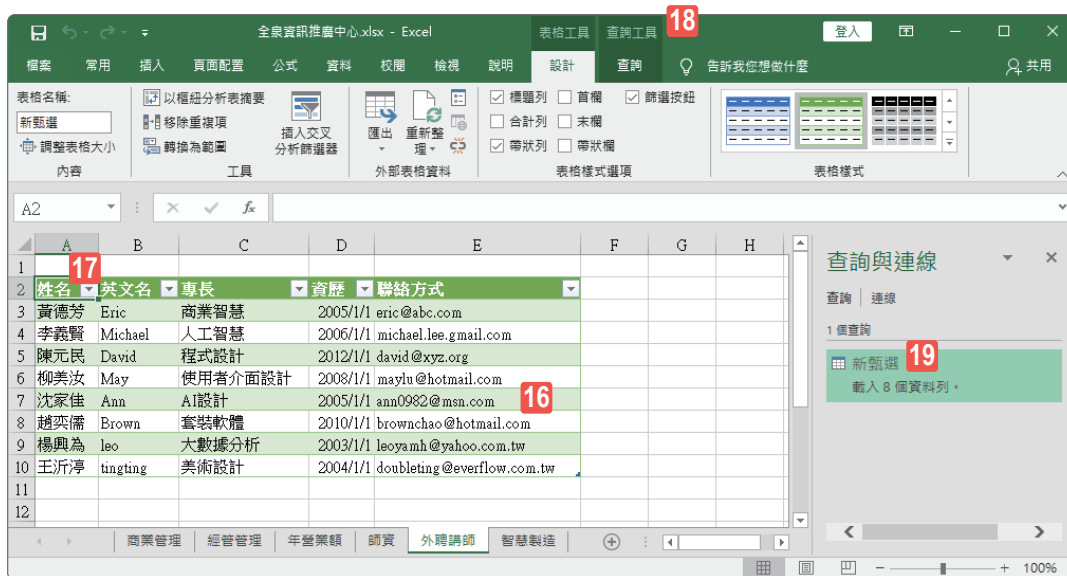 全泉資訊推廣中心.xlsx - Excel 表格工具 查詢工具 18 登入
檔案 常用 插入 頁面配置 公式 資料 校閱 檢視 說明 設計 查詢 告訴我您想做什麼 共用
表格名稱:
新甄選
調整表格大小
內容
以樞紐分析表摘要
移除重複項
轉換為範圍
插入交叉
分析篩選器
工具
匯出 重新整
理
外部表格資料
標題列 首欄 篩選按鈕
合計列 末欄
帶狀列 帶狀欄
表格樣式選項
表格樣式
A2 fx
A B C D E F G H
1 17
2 姓名 英文名 專長 資歷 聯絡方式
3 黃德芳 Eric 商業智慧 2005/1/1 eric@abc.com
4 李義賢 Michael 人工智慧 2006/1/1 michael.lee.gmail.com
5 陳元民 David 程式設計 2012/1/1 david@xyz.org
6 柳美汝 May 使用者介面設計 2008/1/1 maylu@hotmail.com
7 沈家佳 Ann AI設計 2005/1/1 ann0982@msn.com 16
8 趙奕儒 Brown 套裝軟體 2010/1/1 brownchao@hotmail.com
9 楊興為 leo 大數據分析 2003/1/1 leoyamh@yahoo.com.tw
10 王沂渟 tingting 美術設計 2004/1/1 doubleting@everflow.com.tw
11
12
查詢與連線
查詢 連線
1 個查詢
新甄選 19
載入 8 個資料列。
商業管理 經管管理 年營業額 師資 外聘講師 智慧製造
100%